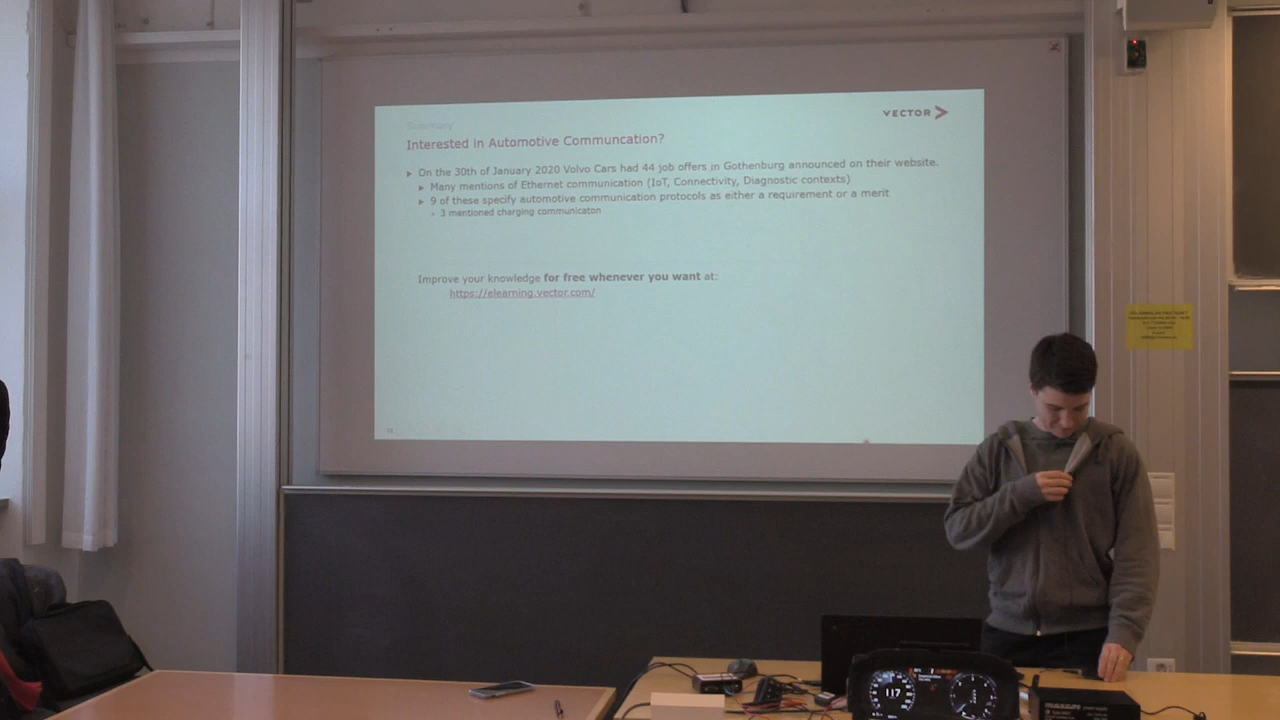 VECTOR
Summary
Interested in Automotive Communcation?
On the 30th of January 2020 Volvo Cars had 44 job offers in Gothenburg announced on their website.
Many mentions of Ethernet communication (IoT, Connectivity, Diagnostic contexts)
9 of these specify automotive communication protocols as either a requirement or a merit
3 mentioned charging communicaton
Improve your knowledge for free whenever you want at:
https://elearning.vector.com/
117